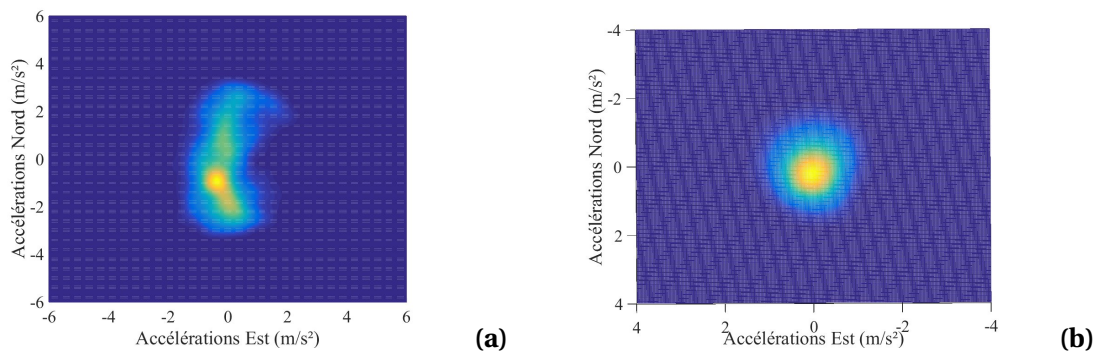 6
4
2
0
-2
-4
-6
Accélérations Nord (m/s²)
-6 -4 -2 0 2 4 6
Accélérations Est (m/s²)
(a)
-4
-2
0
2
4
Accélérations Nord (m/s²)
4 2 0 -2 -4
Accélérations Est (m/s²)
(b)